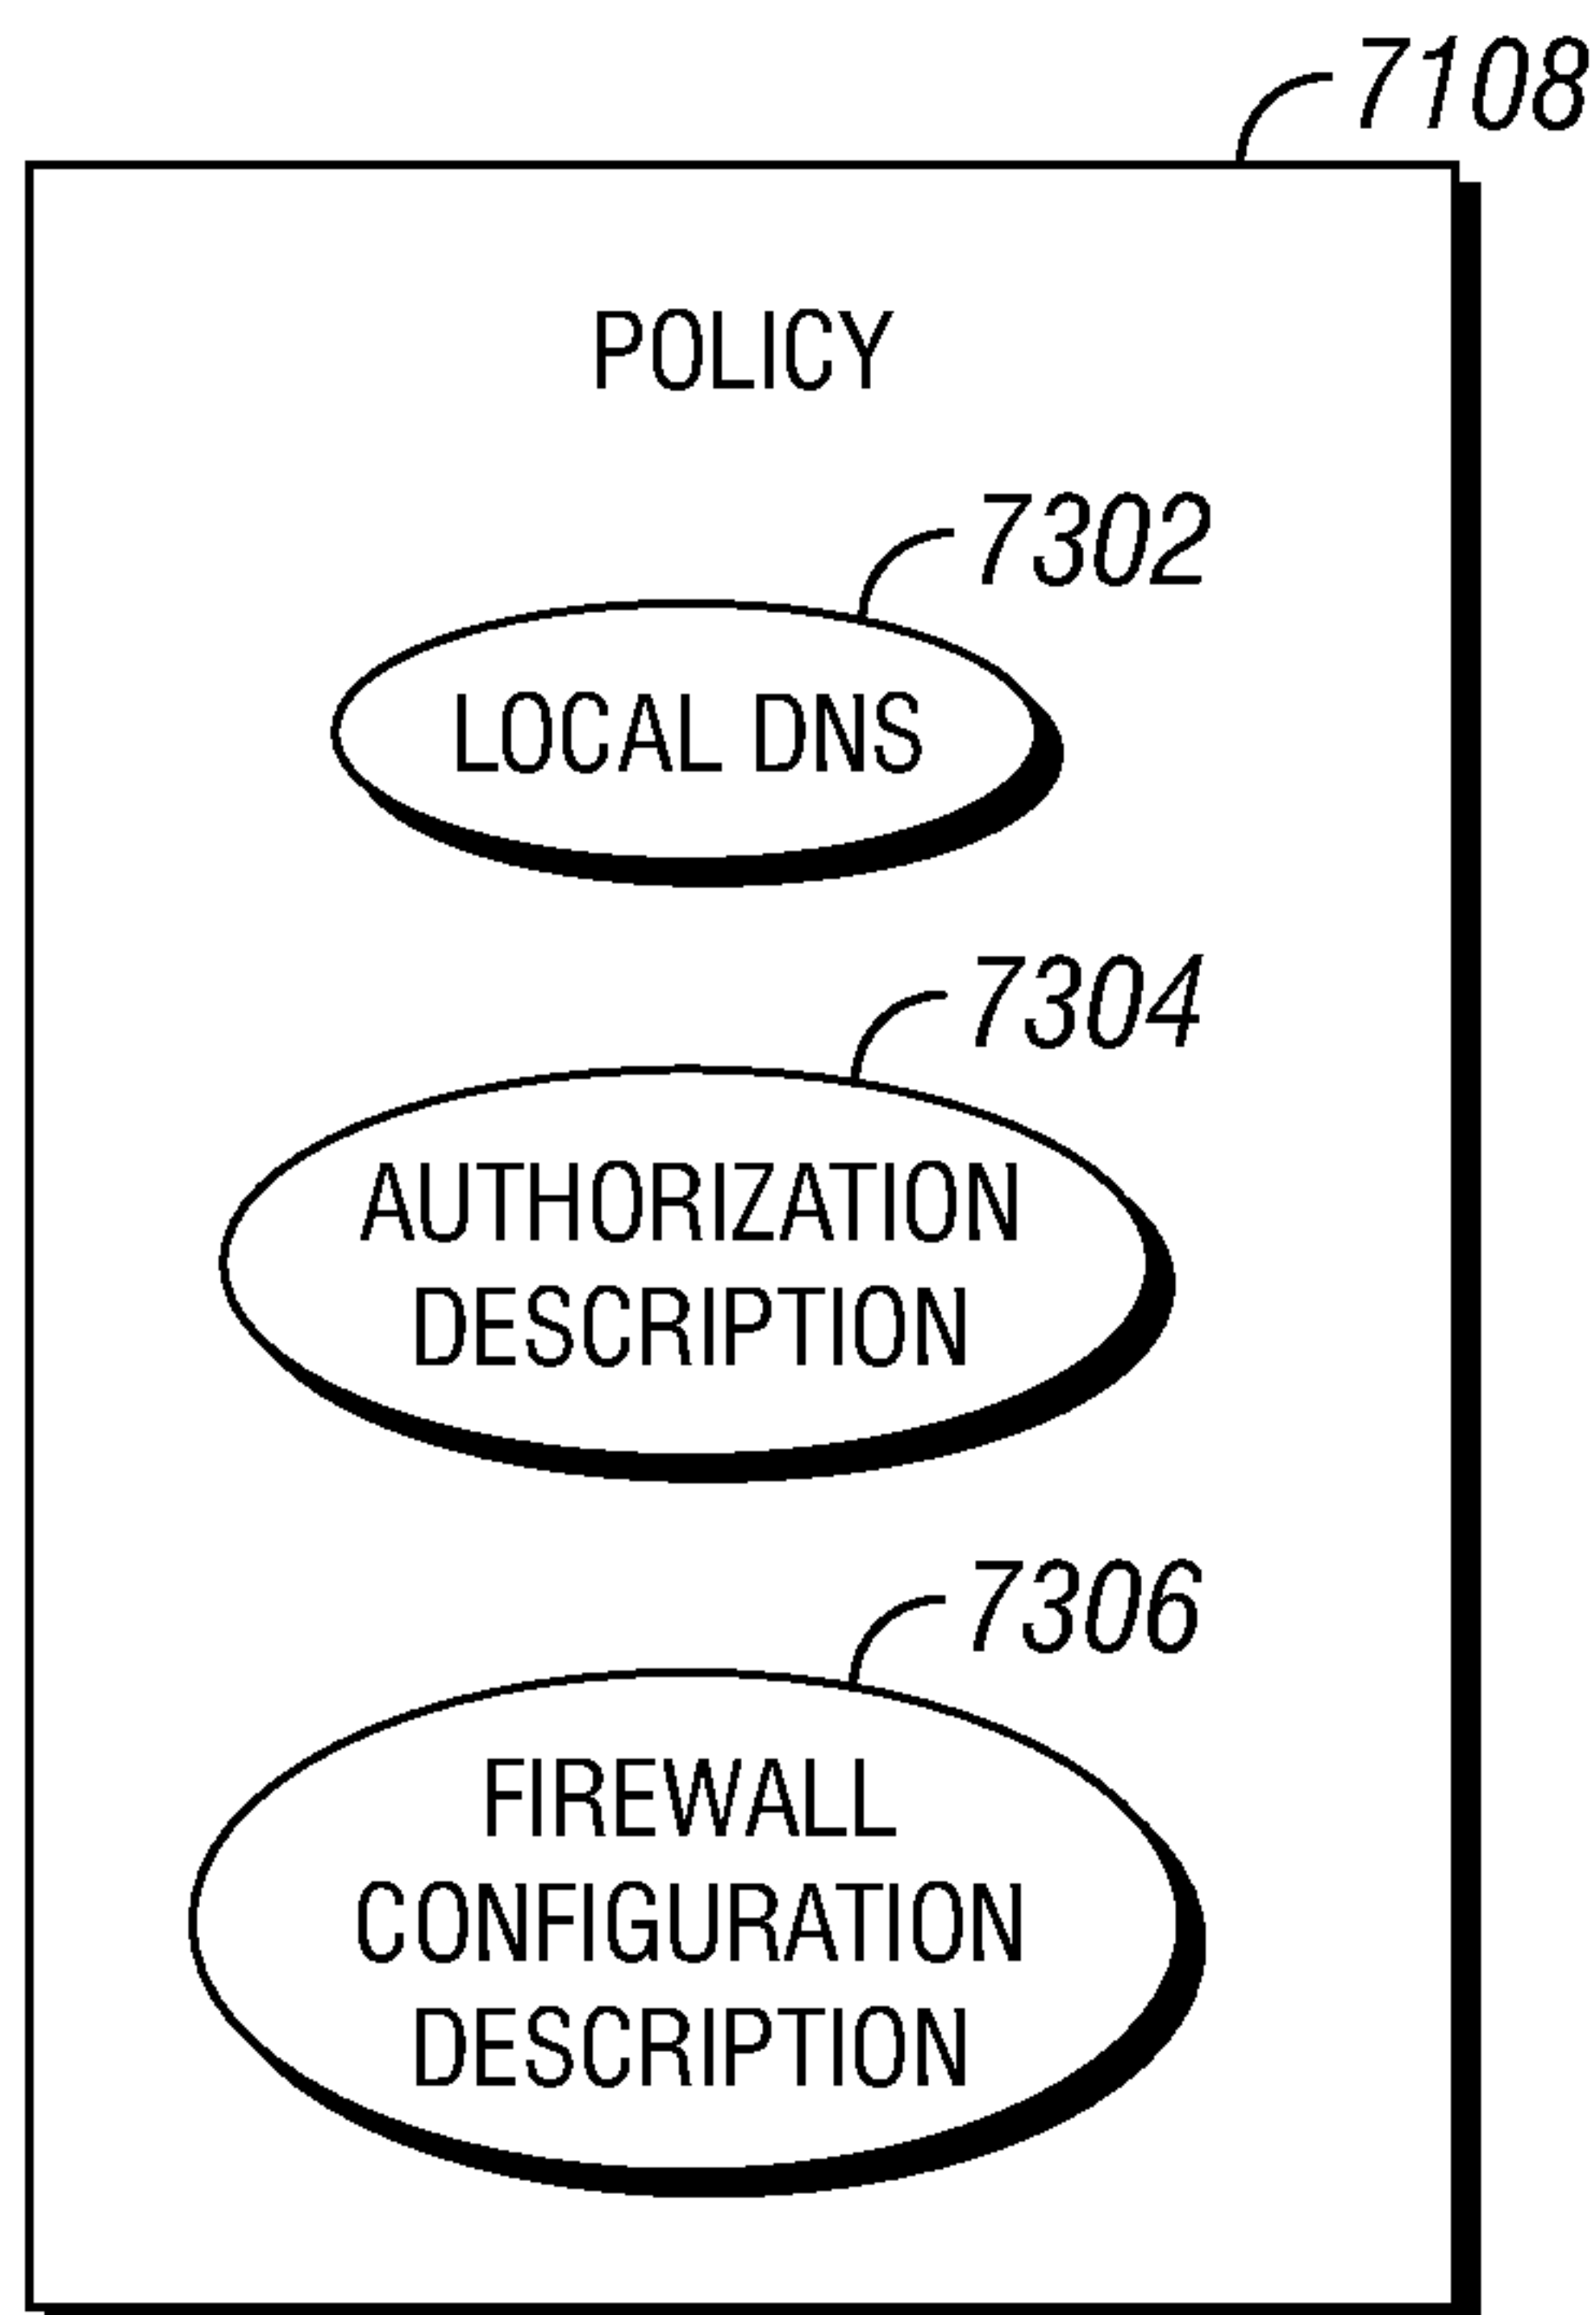 7108
POLICY
7302
LOCAL DNS
7304
AUTHORIZATION
DESCRIPTION
7306
FIREWALL
CONFIGURATION
DESCRIPTION